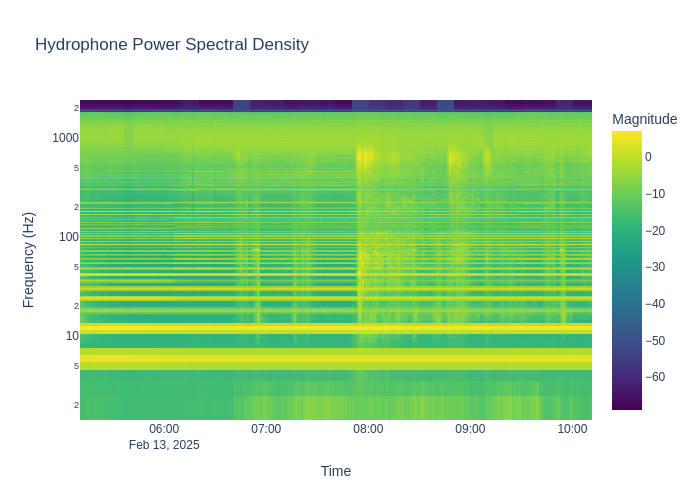 Hydrophone Power Spectral Density
Magnitude
0
−10
−20
−30
−40
−50
−60
Frequency (Hz)
2
1000
5
2
100
5
2
10
5
2
06:00 07:00 08:00 09:00 10:00
Feb 13, 2025
Time